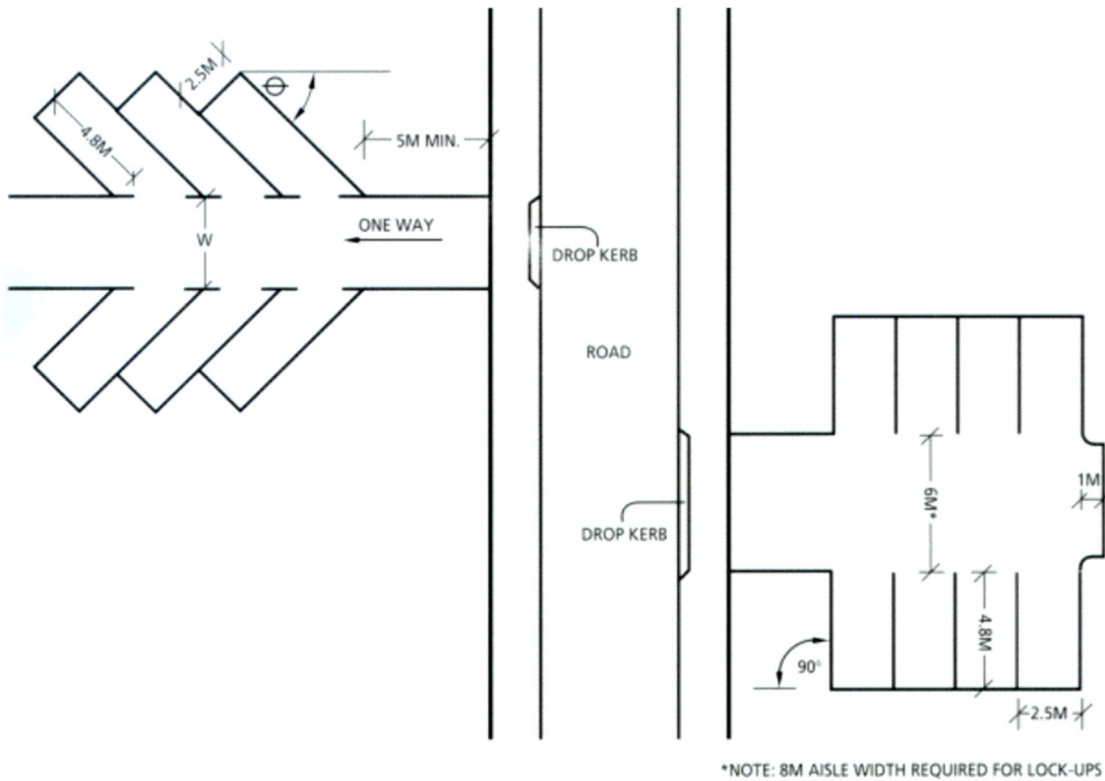 2.5M
Φ
4.8M
5M MIN.
ONE WAY
W
DROP KERB
ROAD
1M
6M*
DROP KERB
4.8M
90°
2.5M
*NOTE: 8M AISLE WIDTH REQUIRED FOR LOCK-UPS